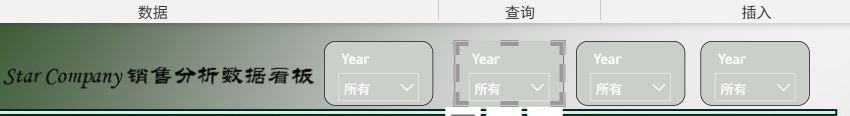 数据 查询 插入
Star Company 销售分析数据看板
Year Year Year Year
所有 所有 所有 所有